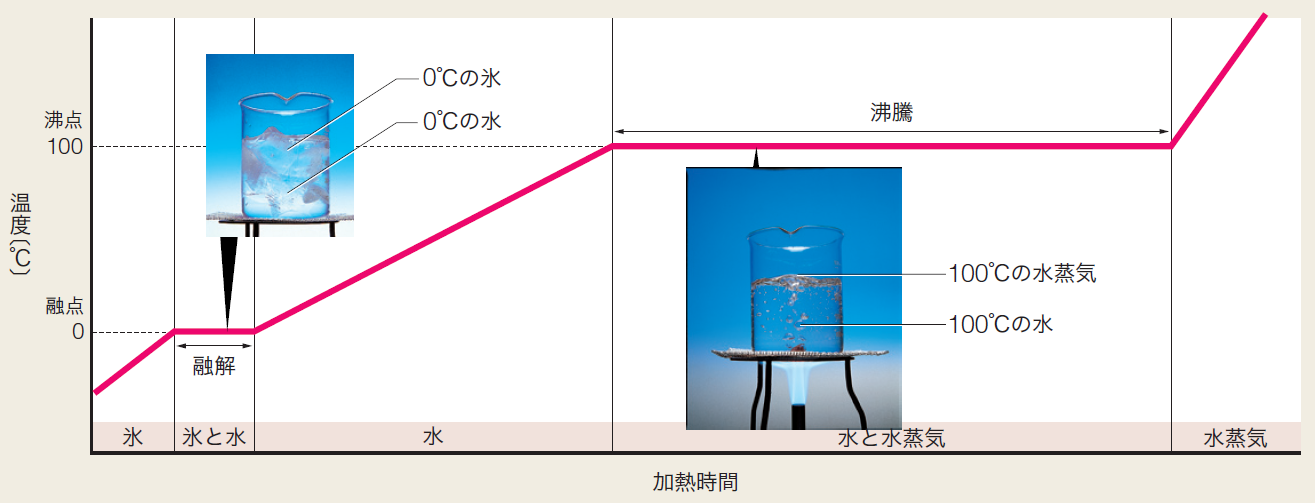 沸点
100
温度〔℃〕
融点
0
0℃の氷
0℃の水
融解
沸騰
100℃の水蒸気
100℃の水
氷
氷と水
水
水と水蒸気
水蒸気
加熱時間